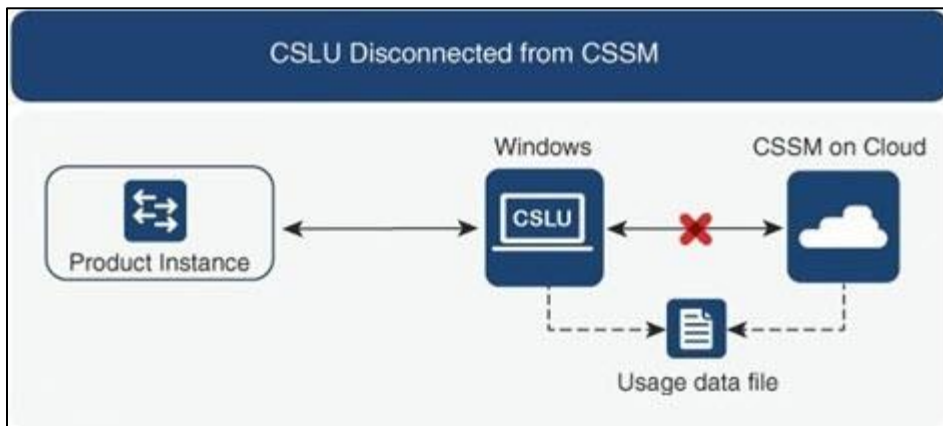 CSLU Disconnected from CSSM
Windows
CSSM on Cloud
CSLU
Product Instance
Usage data file